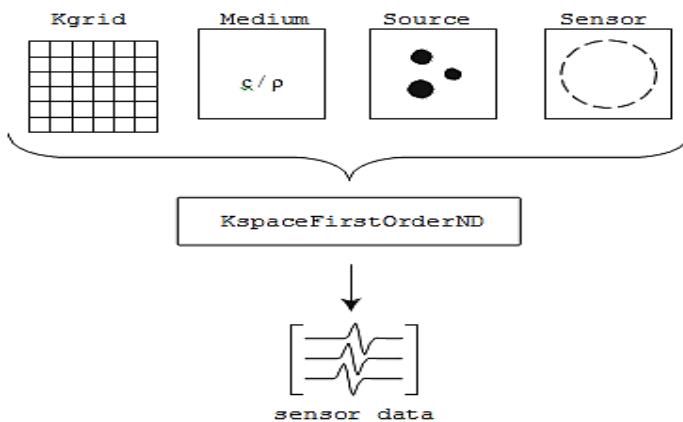 Kgrid
Medium
Source
Sensor
c/ρ
KspaceFirstOrderND
sensor data